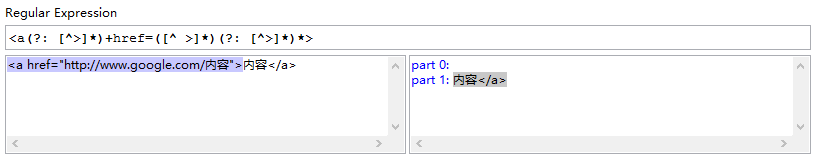 Regular Expression
<a(?: [^>]*)+href=([^ >]*)(?: [^>]*)*>
<a href="http://www.google.com/内容">内容</a>
part 0:
part 1: 内容</a>